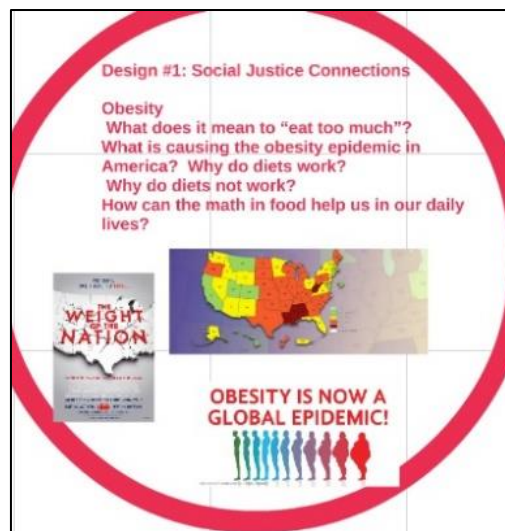 Design #1: Social Justice Connections
Obesity
What does it mean to “eat too much”?
What is causing the obesity epidemic in
America? Why do diets work?
Why do diets not work?
How can the math in food help us in our daily
lives?
THE
WEIGHT
OF THE
NATION
OBESITY IS NOW A
GLOBAL EPIDEMIC!